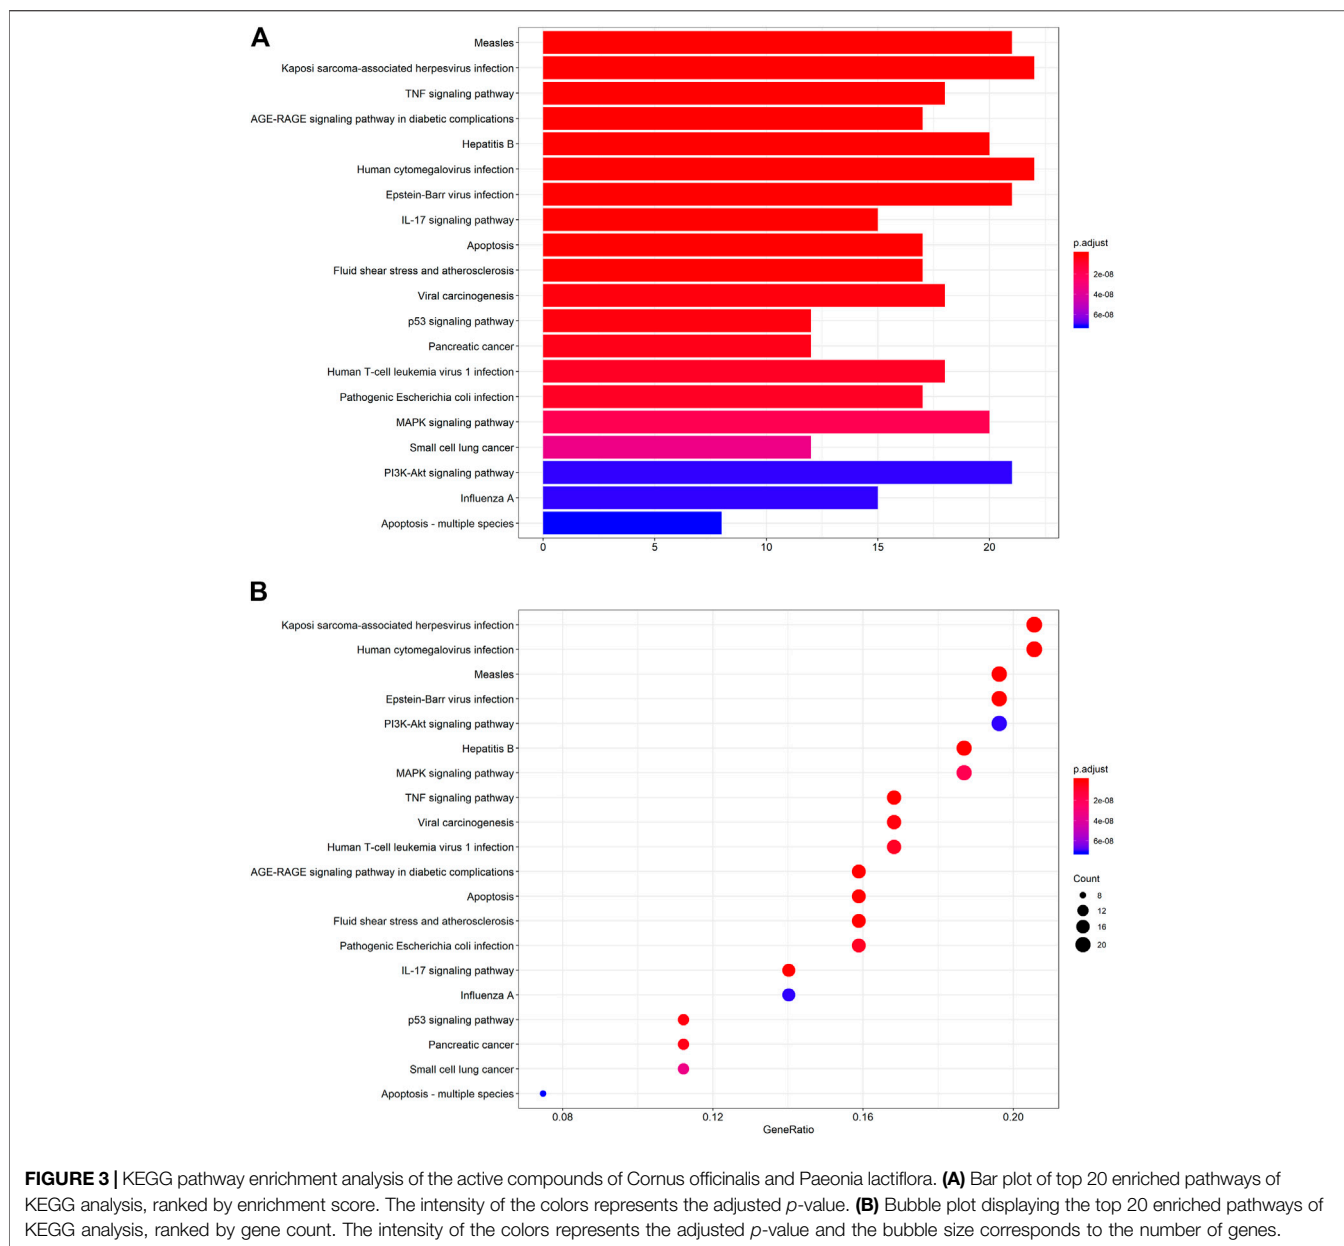 A
Measles
Kaposi sarcoma-associated herpesvirus infection
TNF signaling pathway
AGE-RAGE signaling pathway in diabetic complications
Hepatitis B
Human cytomegalovirus infection
Epstein-Barr virus infection
IL-17 signaling pathway
Apoptosis
Fluid shear stress and atherosclerosis
Viral carcinogenesis
p53 signaling pathway
Pancreatic cancer
Human T-cell leukemia virus 1 infection
Pathogenic Escherichia coli infection
MAPK signaling pathway
Small cell lung cancer
PI3K-Akt signaling pathway
Influenza A
Apoptosis - multiple species
0 5 10 15 20
p.adjust
2e-08
4e-08
6e-08
B
Kaposi sarcoma-associated herpesvirus infection
Human cytomegalovirus infection
Measles
Epstein-Barr virus infection
PI3K-Akt signaling pathway
Hepatitis B
MAPK signaling pathway
TNF signaling pathway
Viral carcinogenesis
Human T-cell leukemia virus 1 infection
AGE-RAGE signaling pathway in diabetic complications
Apoptosis
Fluid shear stress and atherosclerosis
Pathogenic Escherichia coli infection
IL-17 signaling pathway
Influenza A
p53 signaling pathway
Pancreatic cancer
Small cell lung cancer
Apoptosis - multiple species
0.08 0.12 0.16 0.20
GeneRatio
p.adjust
2e-08
4e-08
6e-08
Count
8
12
16
20
FIGURE 3 | KEGG pathway enrichment analysis of the active compounds of Cornus officinalis and Paeonia lactiflora. (A) Bar plot of top 20 enriched pathways of
KEGG analysis, ranked by enrichment score. The intensity of the colors represents the adjusted p-value. (B) Bubble plot displaying the top 20 enriched pathways of
KEGG analysis, ranked by gene count. The intensity of the colors represents the adjusted p-value and the bubble size corresponds to the number of genes.